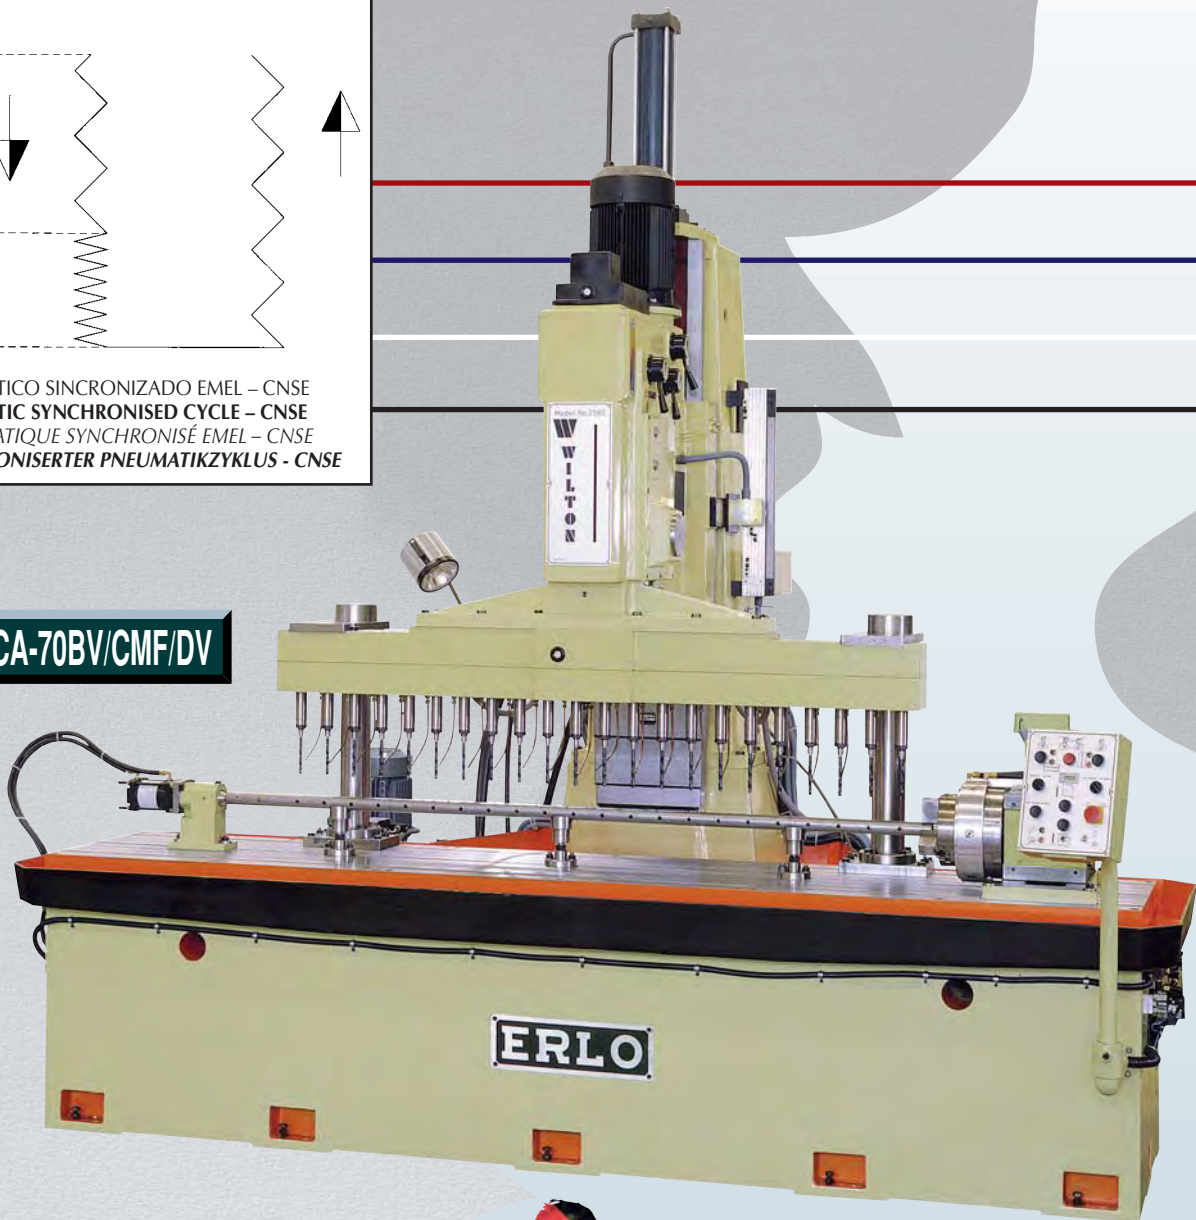 TICO SINCRONIZADO EMEL – CNSE
TIC SYNCHRONISED CYCLE – CNSE
ATIQUE SYNCHRONISÉ EMEL – CNSE
ONISERTER PNEUMATIKZYKLUS - CNSE
W
WILTON
CA-70BV/CMF/DV
ERLO